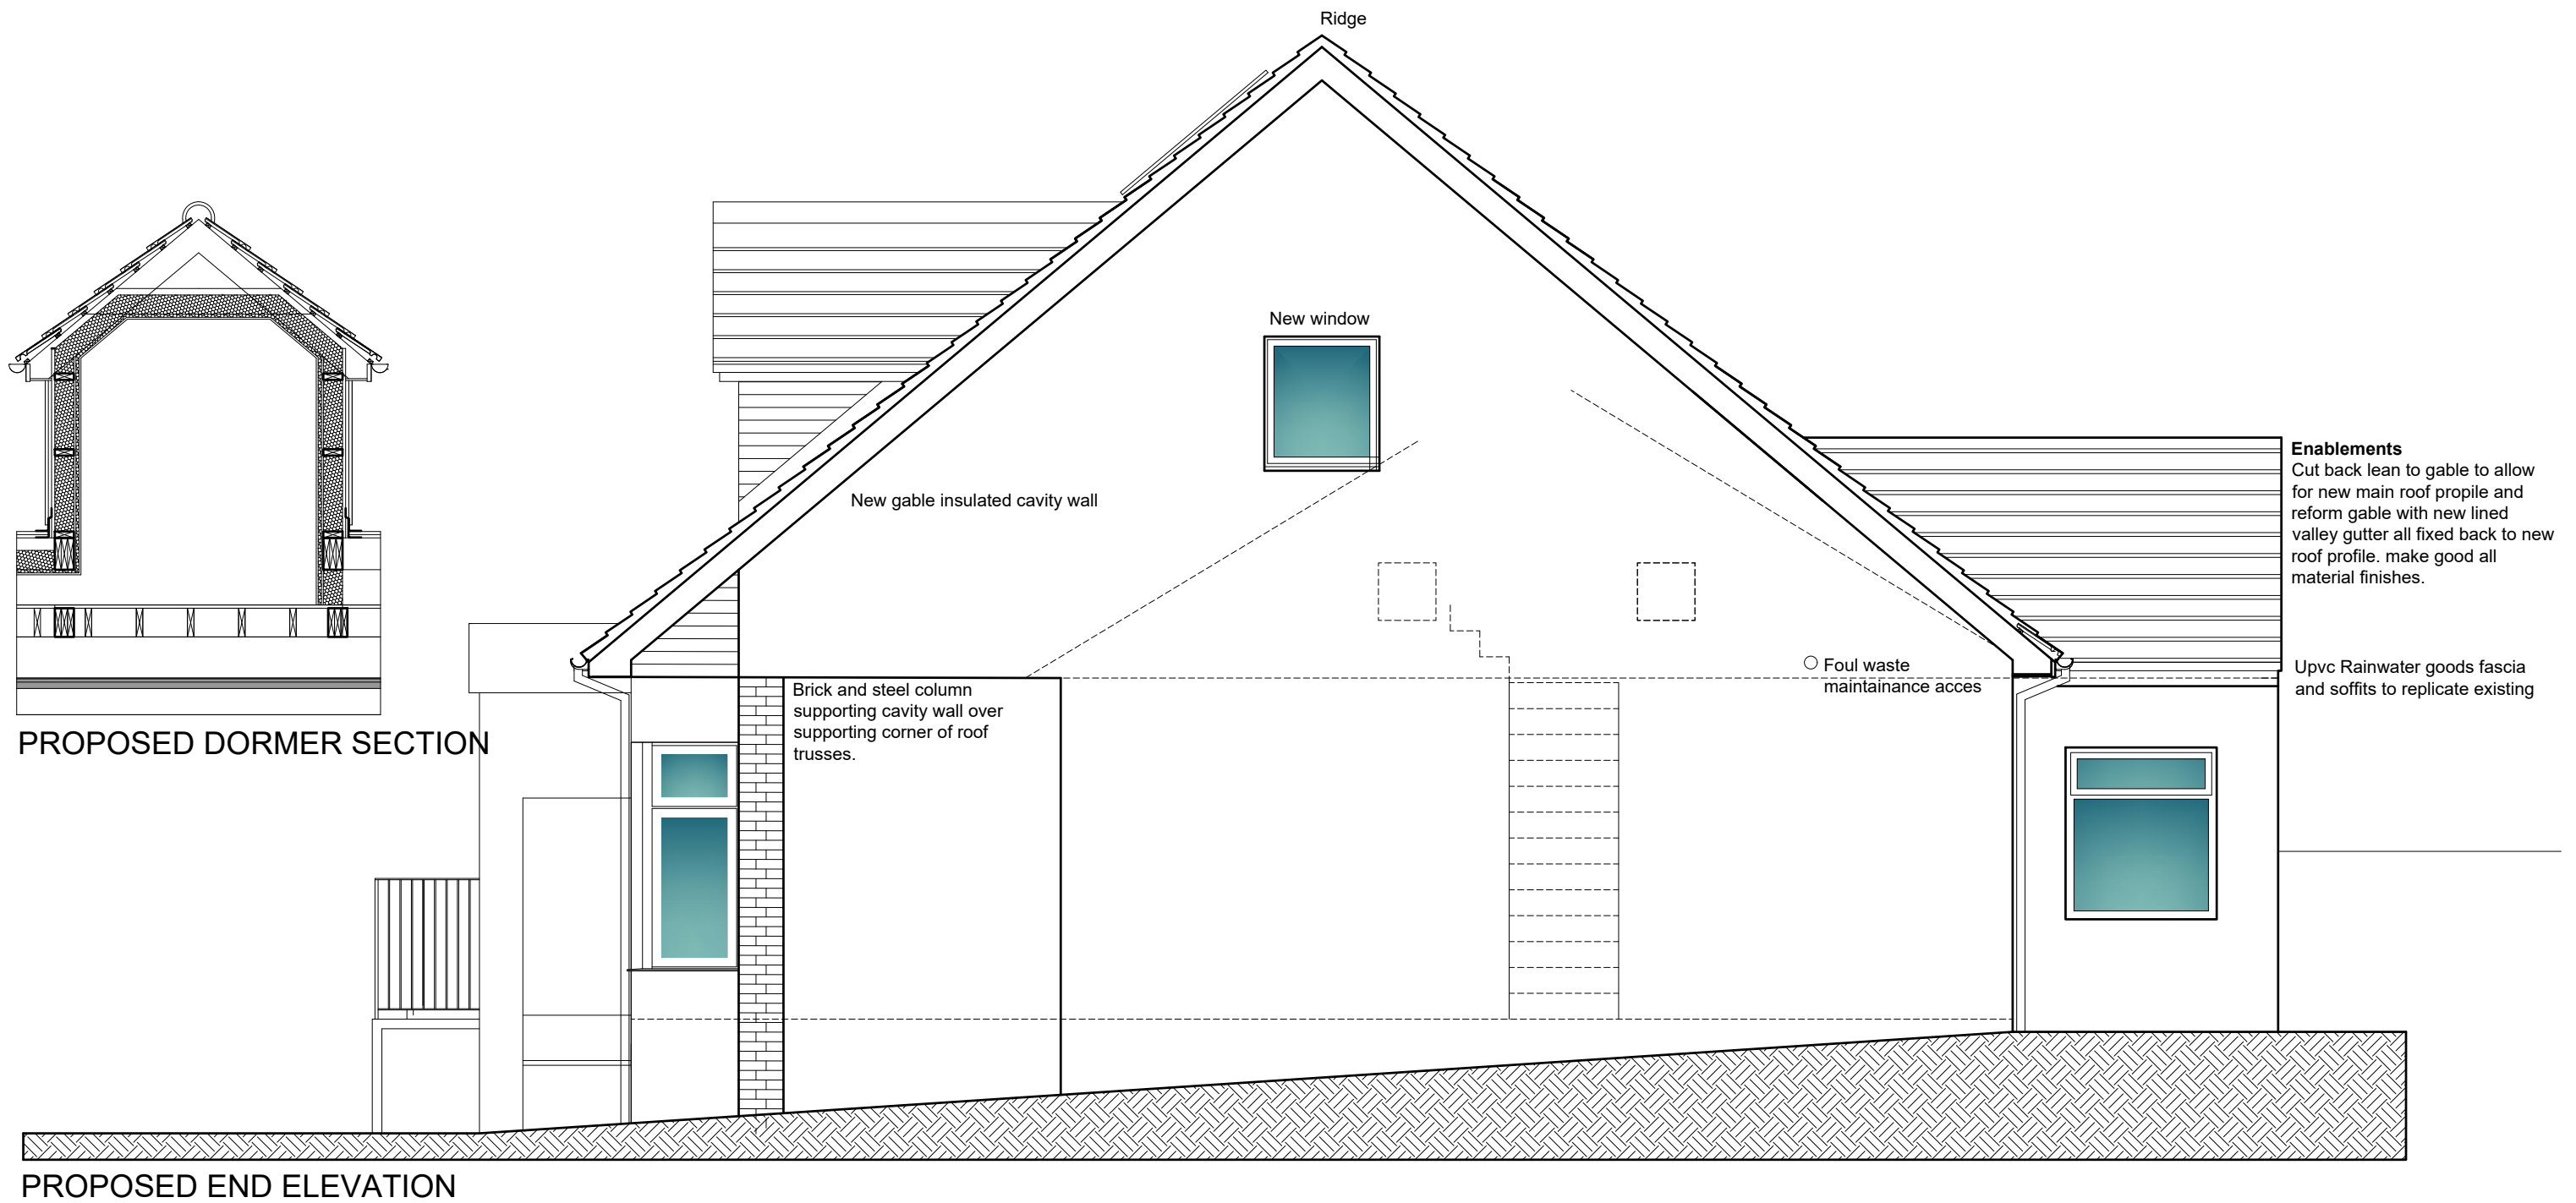 Ridge
New window
New gable insulated cavity wall
Enablements
Cut back lean to gable to allow
for new main roof propile and
reform gable with new lined
valley gutter all fixed back to new
roof profile. make good all
material finishes.
Foul waste
maintainance acces
Upvc Rainwater goods fascia
and soffits to replicate existing
Brick and steel column
supporting cavity wall over
supporting corner of roof
trusses.
PROPOSED DORMER SECTION
PROPOSED END ELEVATION